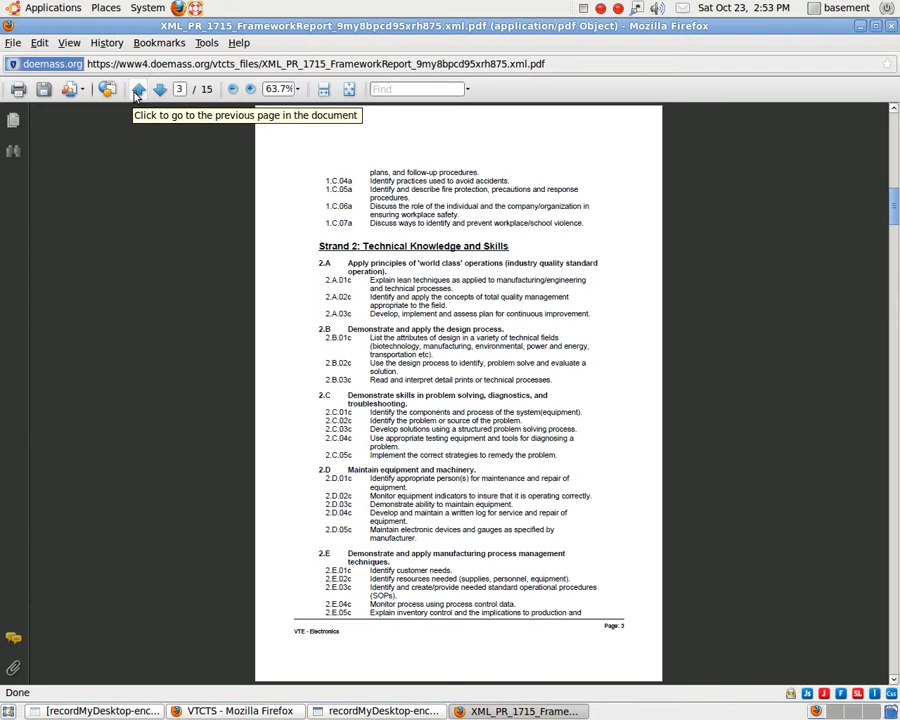 Applications Places System Sat Oct 23, 2:53 PM basement
XML_PR_1715_FrameworkReport_9my8bpcd95xrh875.xml.pdf (application/pdf Object) - Mozilla Firefox
File Edit View History Bookmarks Tools Help
doemass.org https://www4.doemass.org/vtcts_files/XML_PR_1715_FrameworkReport_9my8bpcd95xrh875.xml.pdf
3 / 15 63.7% Find
Click to go to the previous page in the document
plans, and follow-up procedures.
1.C.04a Identify practices used to avoid accidents.
1.C.05a Identify and describe fire protection, precautions and response
procedures.
1.C.06a Discuss the role of the individual and the company/organization in
ensuring workplace safety.
1.C.07a Discuss ways to identify and prevent workplace/school violence.
Strand 2: Technical Knowledge and Skills
2.A Apply principles of 'world class' operations (industry quality standard
operation).
2.A.01c Explain lean techniques as applied to manufacturing/engineering
and technical processes.
2.A.02c Identify and apply the concepts of total quality management
appropriate to the field.
2.A.03c Develop, implement and assess plan for continuous improvement.
2.B Demonstrate and apply the design process.
2.B.01c List the attributes of design in a variety of technical fields
(biotechnology, manufacturing, environmental, power and energy,
transportation etc).
2.B.02c Use the design process to identify, problem solve and evaluate a
solution.
2.B.03c Read and interpret detail prints or technical processes.
2.C Demonstrate skills in problem solving, diagnostics, and
troubleshooting.
2.C.01c Identify the components and process of the system(equipment).
2.C.02c Identify the problem or source of the problem.
2.C.03c Develop solutions using a structured problem solving process.
2.C.04c Use appropriate testing equipment and tools for diagnosing a
problem.
2.C.05c Implement the correct strategies to remedy the problem.
2.D Maintain equipment and machinery.
2.D.01c Identify appropriate person(s) for maintenance and repair of
equipment.
2.D.02c Monitor equipment indicators to insure that it is operating correctly.
2.D.03c Demonstrate ability to maintain equipment.
2.D.04c Develop and maintain a written log for service and repair of
equipment.
2.D.05c Maintain electronic devices and gauges as specified by
manufacturer.
2.E Demonstrate and apply manufacturing process management
techniques.
2.E.01c Identify customer needs.
2.E.02c Identify resources needed (supplies, personnel, equipment).
2.E.03c Identify and create/provide needed standard operational procedures
(SOPs).
2.E.04c Monitor process using process control data.
2.E.05c Explain inventory control and the implications to production and
Page: 3
VTE - Electronics
Done Js J F SL I Css
[recordMyDesktop-enc... VTCTS - Mozilla Firefox recordMyDesktop-enc... XML_PR_1715_Frame...